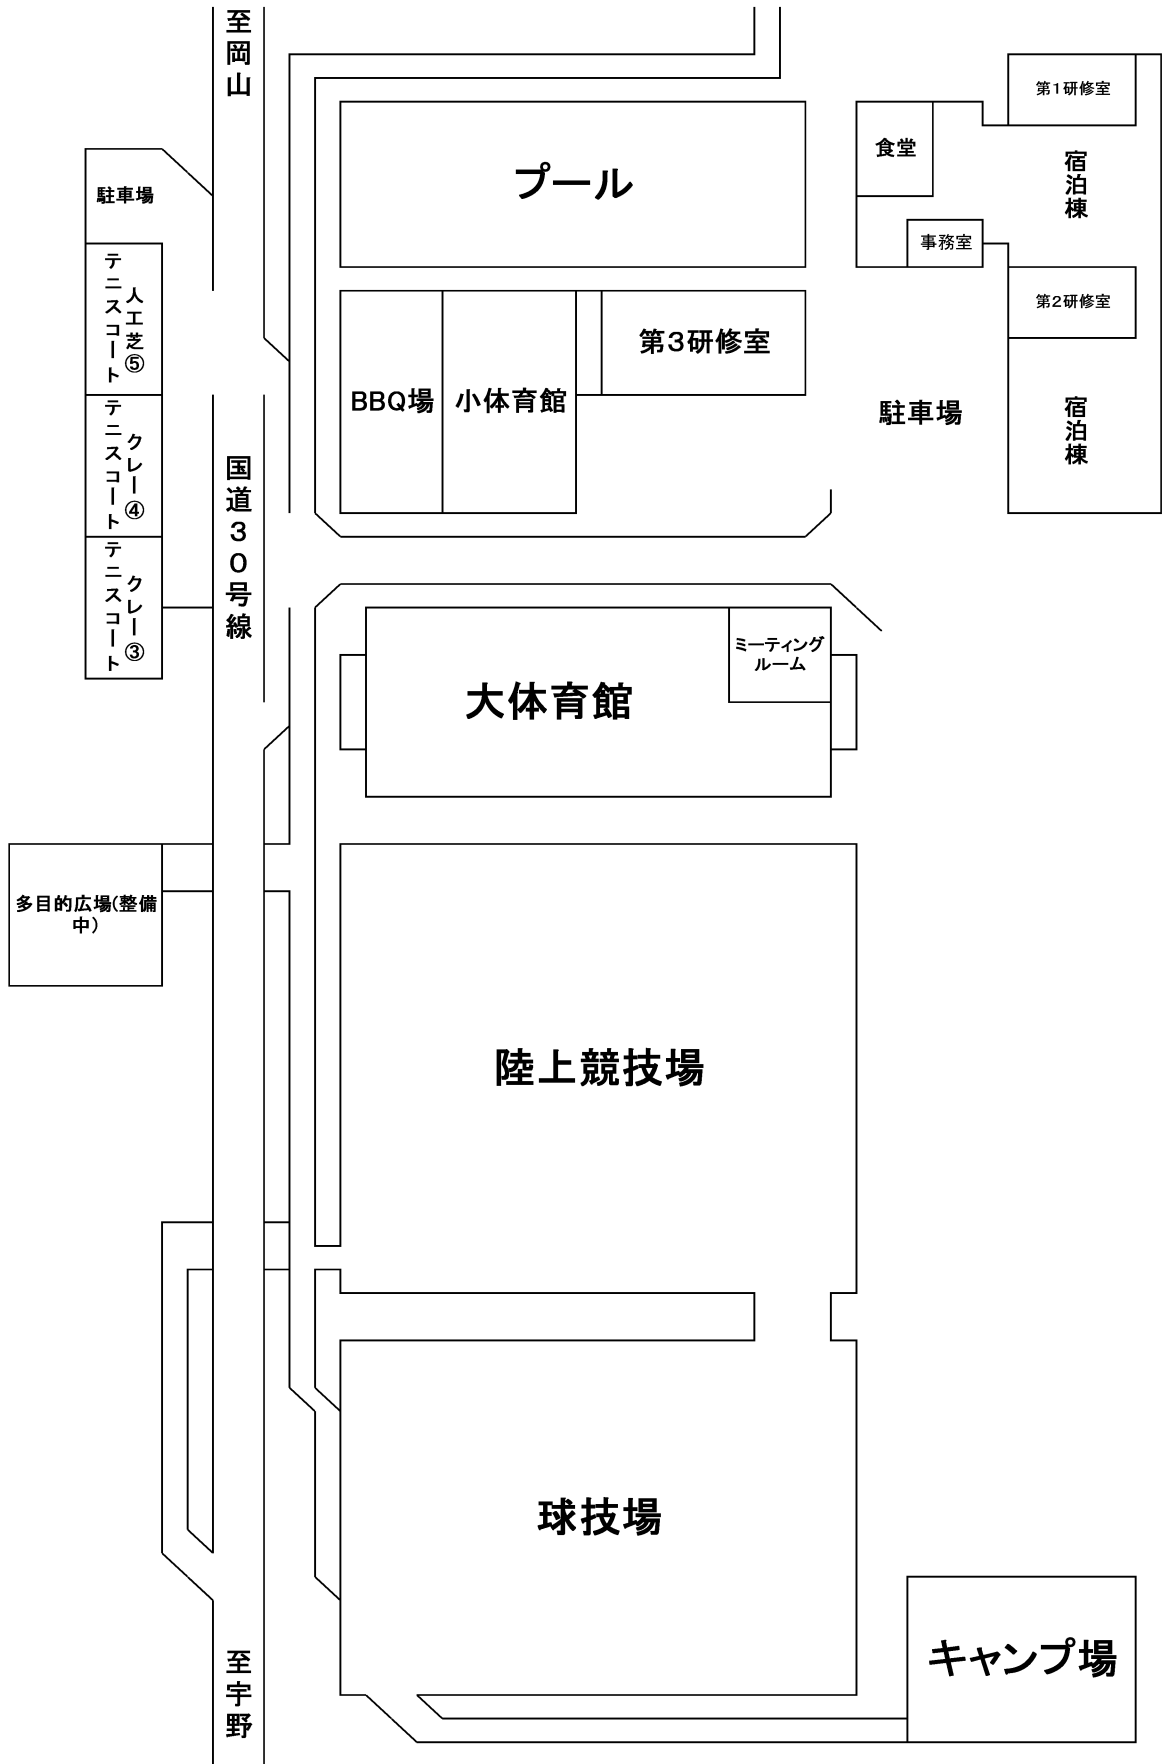 至岡山
第１研修室
食堂
プール
宿泊棟
駐車場
事務室
人工芝⑤
テニスコート
第２研修室
第３研修室
BBQ場
小体育館
駐車場
宿泊棟
クレー④
テニスコート
国道３０号線
クレー③
テニスコート
ミーティング
ルーム
大体育館
多目的広場(整備
中)
陸上競技場
球技場
キャンプ場
至宇野